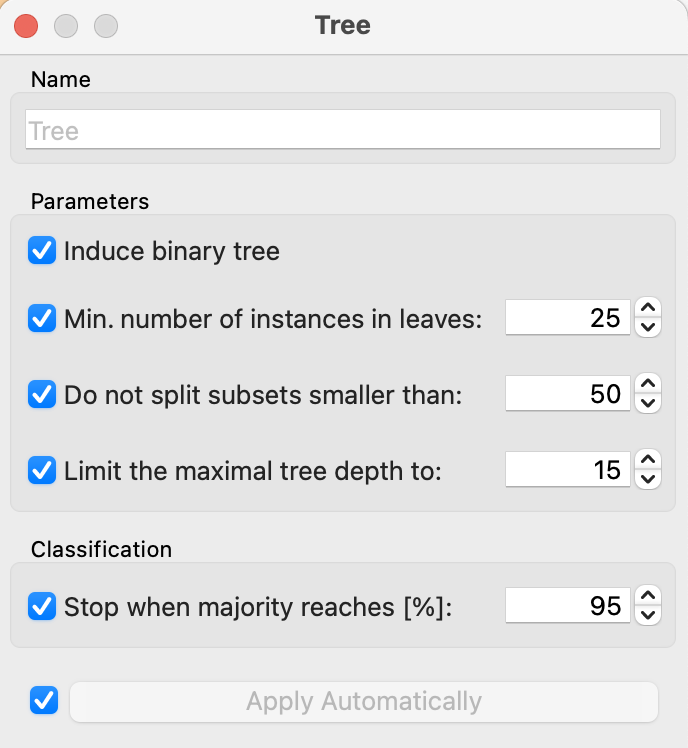 Tree
Name
Tree
Parameters
Induce binary tree
Min. number of instances in leaves: 25
Do not split subsets smaller than: 50
Limit the maximal tree depth to: 15
Classification
Stop when majority reaches [%]: 95
Apply Automatically